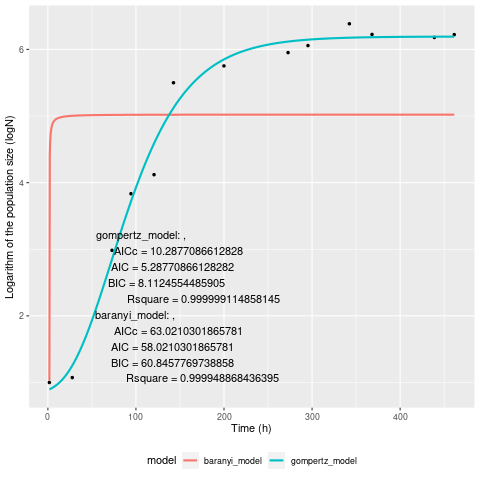 6
4
2
Logarithm of the population size (logN)
gompertz_model: ,
AICc = 10.2877086612828
AIC = 5.28770866128282
BIC = 8.1124554485905
Rsquare = 0.999999114858145
baranyi_model: ,
AICc = 63.0210301865781
AIC = 58.0210301865781
BIC = 60.8457769738858
Rsquare = 0.999948868436395
0 100 200 300 400
Time (h)
model baranyi_model gompertz_model